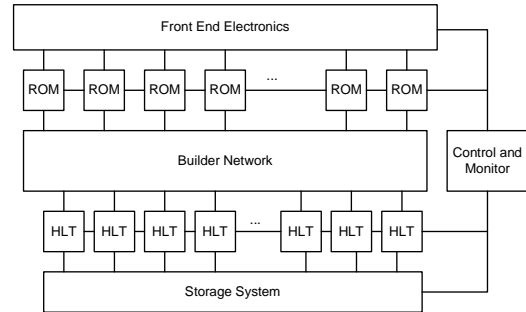 Front End Electronics
ROM ROM ROM ROM ... ROM ROM
Builder Network
Control and
Monitor
HLT HLT HLT HLT ... HLT HLT HLT
Storage System